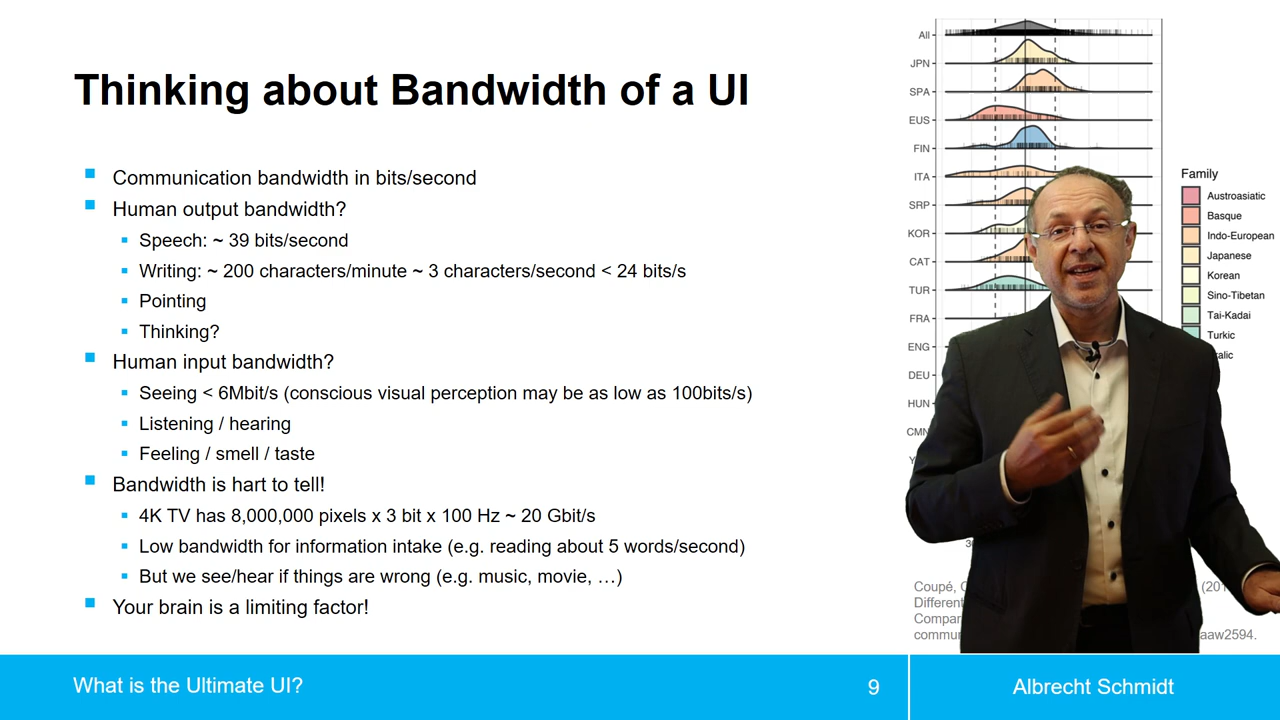 Thinking about Bandwidth of a UI
Communication bandwidth in bits/second
Human output bandwidth?
Speech: ~ 39 bits/second
Writing: ~ 200 characters/minute ~ 3 characters/second < 24 bits/s
Pointing
Thinking?
Human input bandwidth?
Seeing < 6Mbit/s (conscious visual perception may be as low as 100bits/s)
Listening / hearing
Feeling / smell / taste
Bandwidth is hart to tell!
4K TV has 8,000,000 pixels x 3 bit x 100 Hz ~ 20 Gbit/s
Low bandwidth for information intake (e.g. reading about 5 words/second)
But we see/hear if things are wrong (e.g. music, movie, …)
Your brain is a limiting factor!
All
JPN
SPA
EUS
FIN
ITA
SRP
KOR
CAT
TUR
FRA
ENG
DEU
HUN
CMN
Family
Austroasiatic
Basque
Indo-European
Japanese
Korean
Sino-Tibetan
Tai-Kadai
Turkic
Coupé,
aaw2594.
What is the Ultimate UI?
9
Albrecht Schmidt